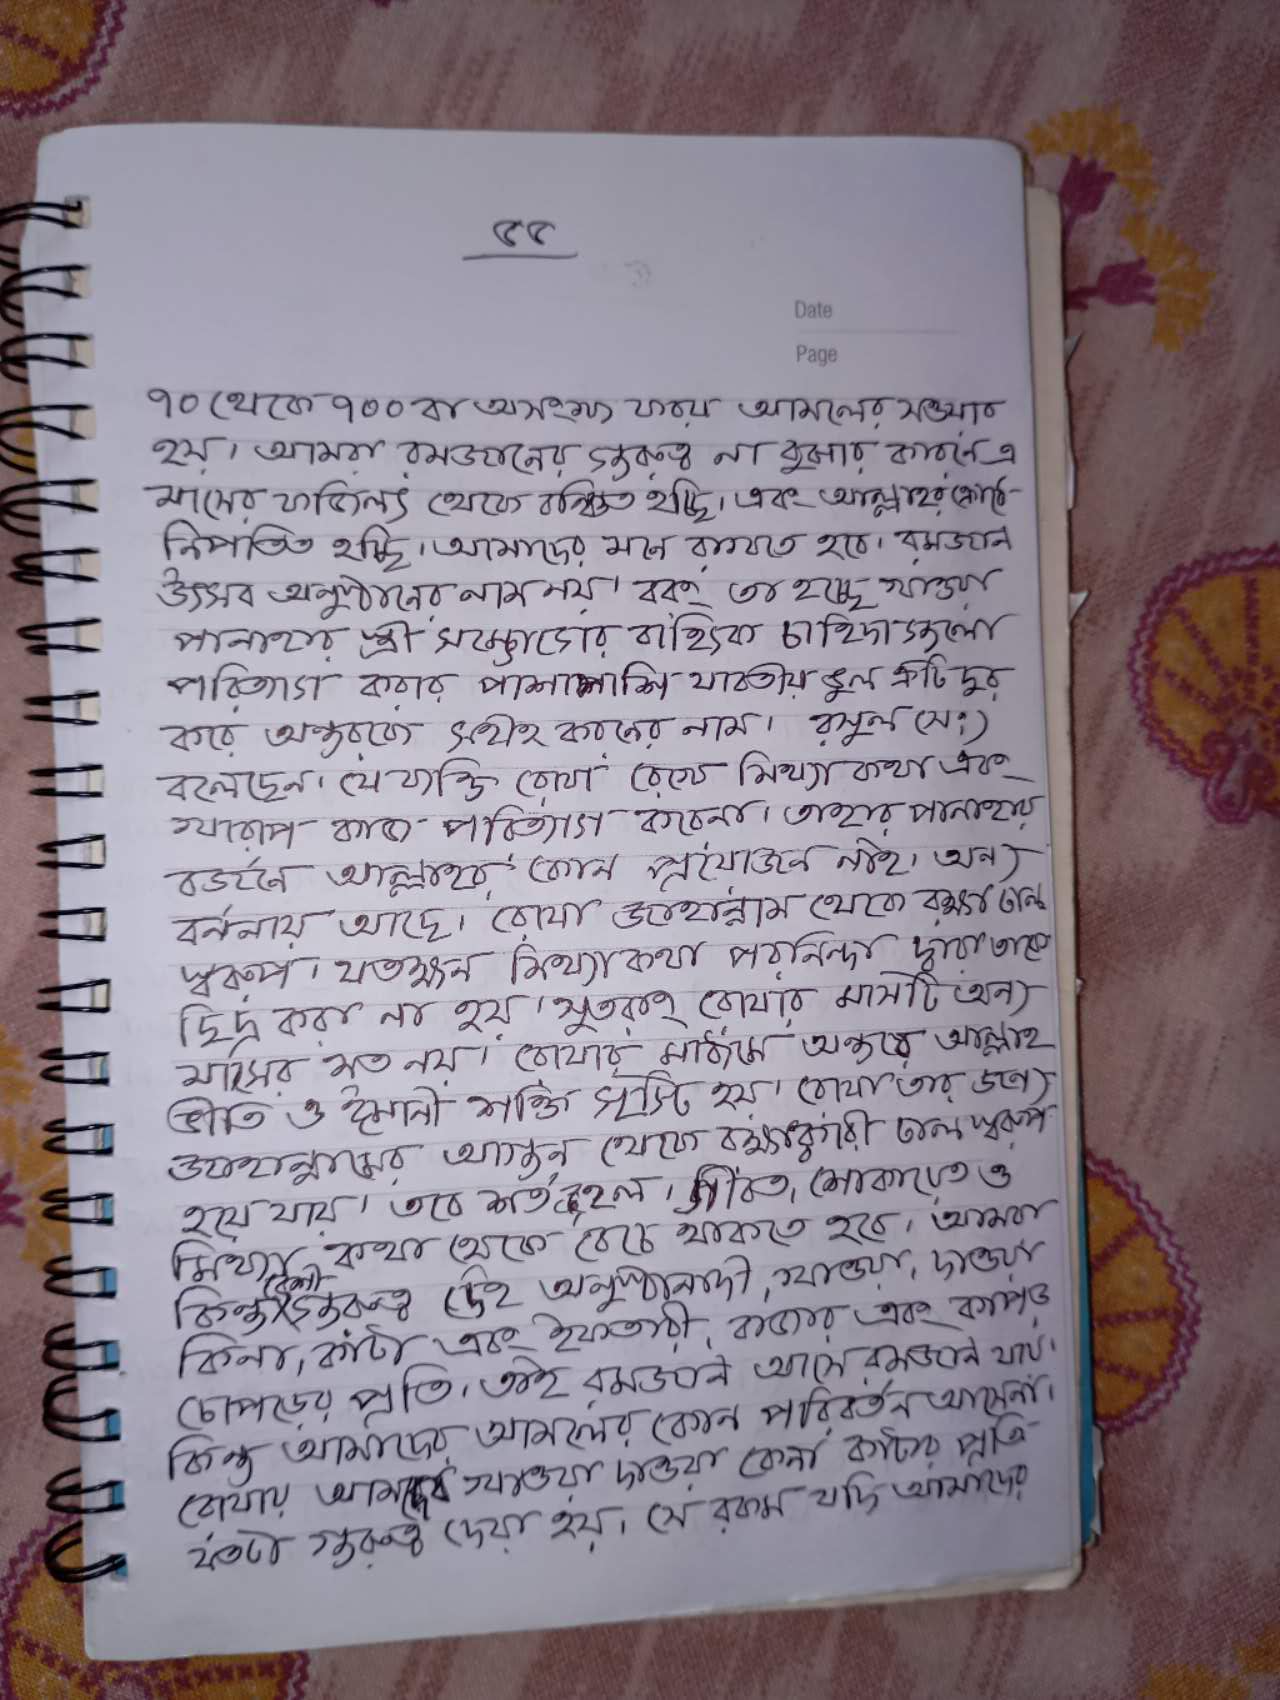 ৫৫
Date
Page
৭০ থেকে ৭০০ বা অসংখ্য ফরয আমলের সওয়াব
হয়। আমরা রমজানের গুরুত্ব না বুঝার কারনে এ
মাসের ফজিলৎ থেকে বঞ্চিত হচ্ছি। এবং আল্লাহর ক্রোধে
নিপতিত হচ্ছি। আমাদের মনে রাখতে হবে। রমজান
উৎসব অনুষ্ঠানের নাম নয়। বরং তা হচ্ছে খাওয়া
পানাহার স্ত্রী সম্ভোগের বাহ্যিক চাহিদাগুলো
পরিত্যাগ করার পাশাপাশি যাবতীয় ভুল ত্রুটি দুর
করে অন্তরকে সহীহ করনের নাম। রসুল (সঃ)
বলেছেন। যে ব্যক্তি রোযা রেখে মিথ্যা কথা এবং
খারাপ কাজ পরিত্যাগ করেনা। তাহার পানাহার
বর্জনে আল্লাহর কোন প্রয়োজন নাই। অন্য
বর্ননায় আছে। রোযা জাহান্নাম থেকে রক্ষা ঢাল
স্বরুপ। যতক্ষন মিথ্যা কথা পরনিন্দা দ্বারা তাকে
ছিদ্র করা না হয়। সুতরাং রোযার মাসটি অন্য
মাসের মত নয়। রোযার মাধ্যমে অন্তরে আল্লাহ
ভীতি ও ঈমানী শক্তি সৃস্টি হয়। রোযা তার জন্যে
জাহান্নামের আগুন থেকে রক্ষাকারী ঢাল স্বরুপ
হয়ে যায়। তবে শর্ত হল। গীবত, শেকায়েত ও
মিথ্যা কথা থেকে বেচে থাকতে হবে। আমরা
কিন্তু বেশী গুরুত্ব দেই অনুষ্ঠানাদী, খাওয়া, দাওয়া
কিনা, কাটা এবং ইফতারী, বাজার এবং কাপড়
চোপড়ের প্রতি। তাই রমজান আসে রমজান যায়।
কিন্তু আমাদের আমলের কোন পরিবর্তন আসেনা।
রোযায় আমাদের খাওয়া দাওয়া কেনা কাটার প্রতি
যতটা গুরুত্ব দেয়া হয়। সে রকম যদি আমাদের